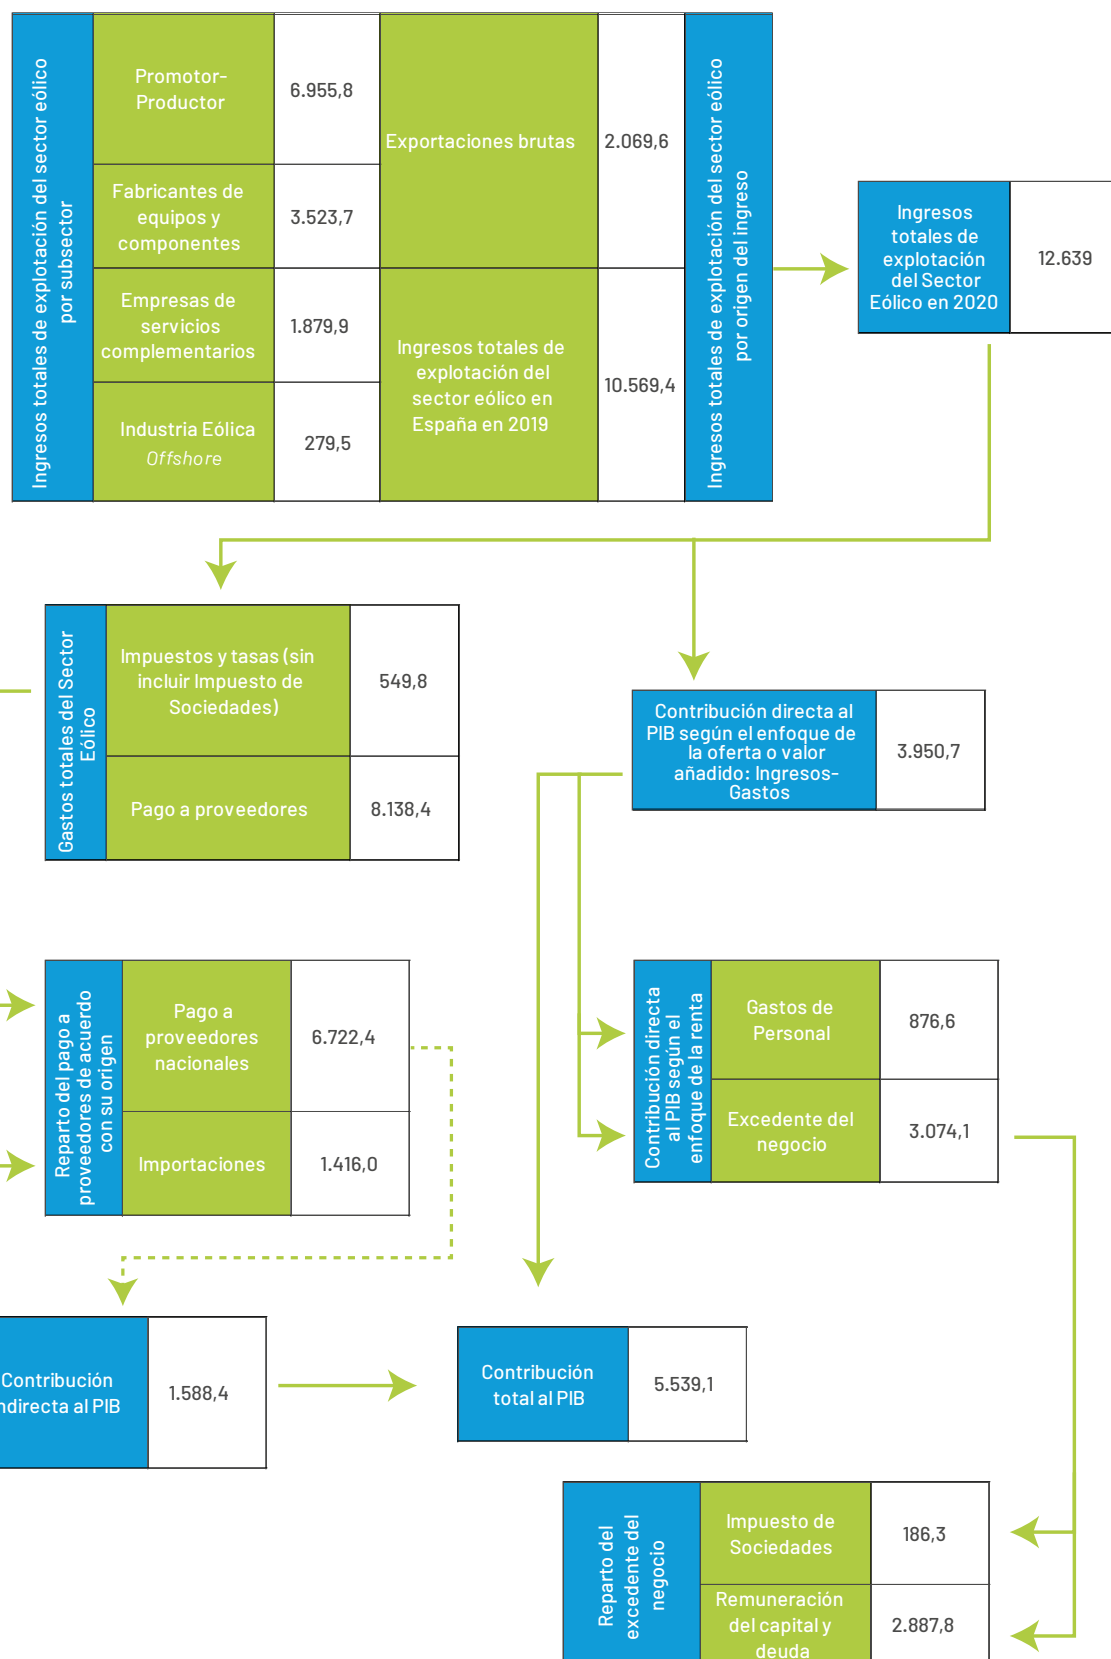 Ingresos totales de explotación del sector eólico
por subsector
Promotor-
Productor
6.955,8
Fabricantes de
equipos y
componentes
3.523,7
Empresas de
servicios
complementarios
1.879,9
Industria Eólica
Offshore
279,5
Exportaciones brutas
2.069,6
Ingresos totales de
explotación del
sector eólico en
España en 2019
10.569,4
Ingresos totales de explotación del sector eólico
por origen del ingreso
Ingresos
totales de
explotación
del Sector
Eólico en 2020
12.639
Gastos totales del Sector
Eólico
Impuestos y tasas (sin
incluir Impuesto de
Sociedades)
549,8
Pago a proveedores
8.138,4
Contribución directa al
PIB según el enfoque de
la oferta o valor
añadido: Ingresos-
Gastos
3.950,7
Reparto del pago a
proveedores de acuerdo
con su origen
Pago a
proveedores
nacionales
6.722,4
Importaciones
1.416,0
Contribución directa
al PIB según el
enfoque de la renta
Gastos de
Personal
876,6
Excedente del
negocio
3.074,1
Contribución
ndirecta al PIB
1.588,4
Contribución
total al PIB
5.539,1
Reparto del
excedente del
negocio
Impuesto de
Sociedades
186,3
Remuneración
del capital y
deuda
2.887,8